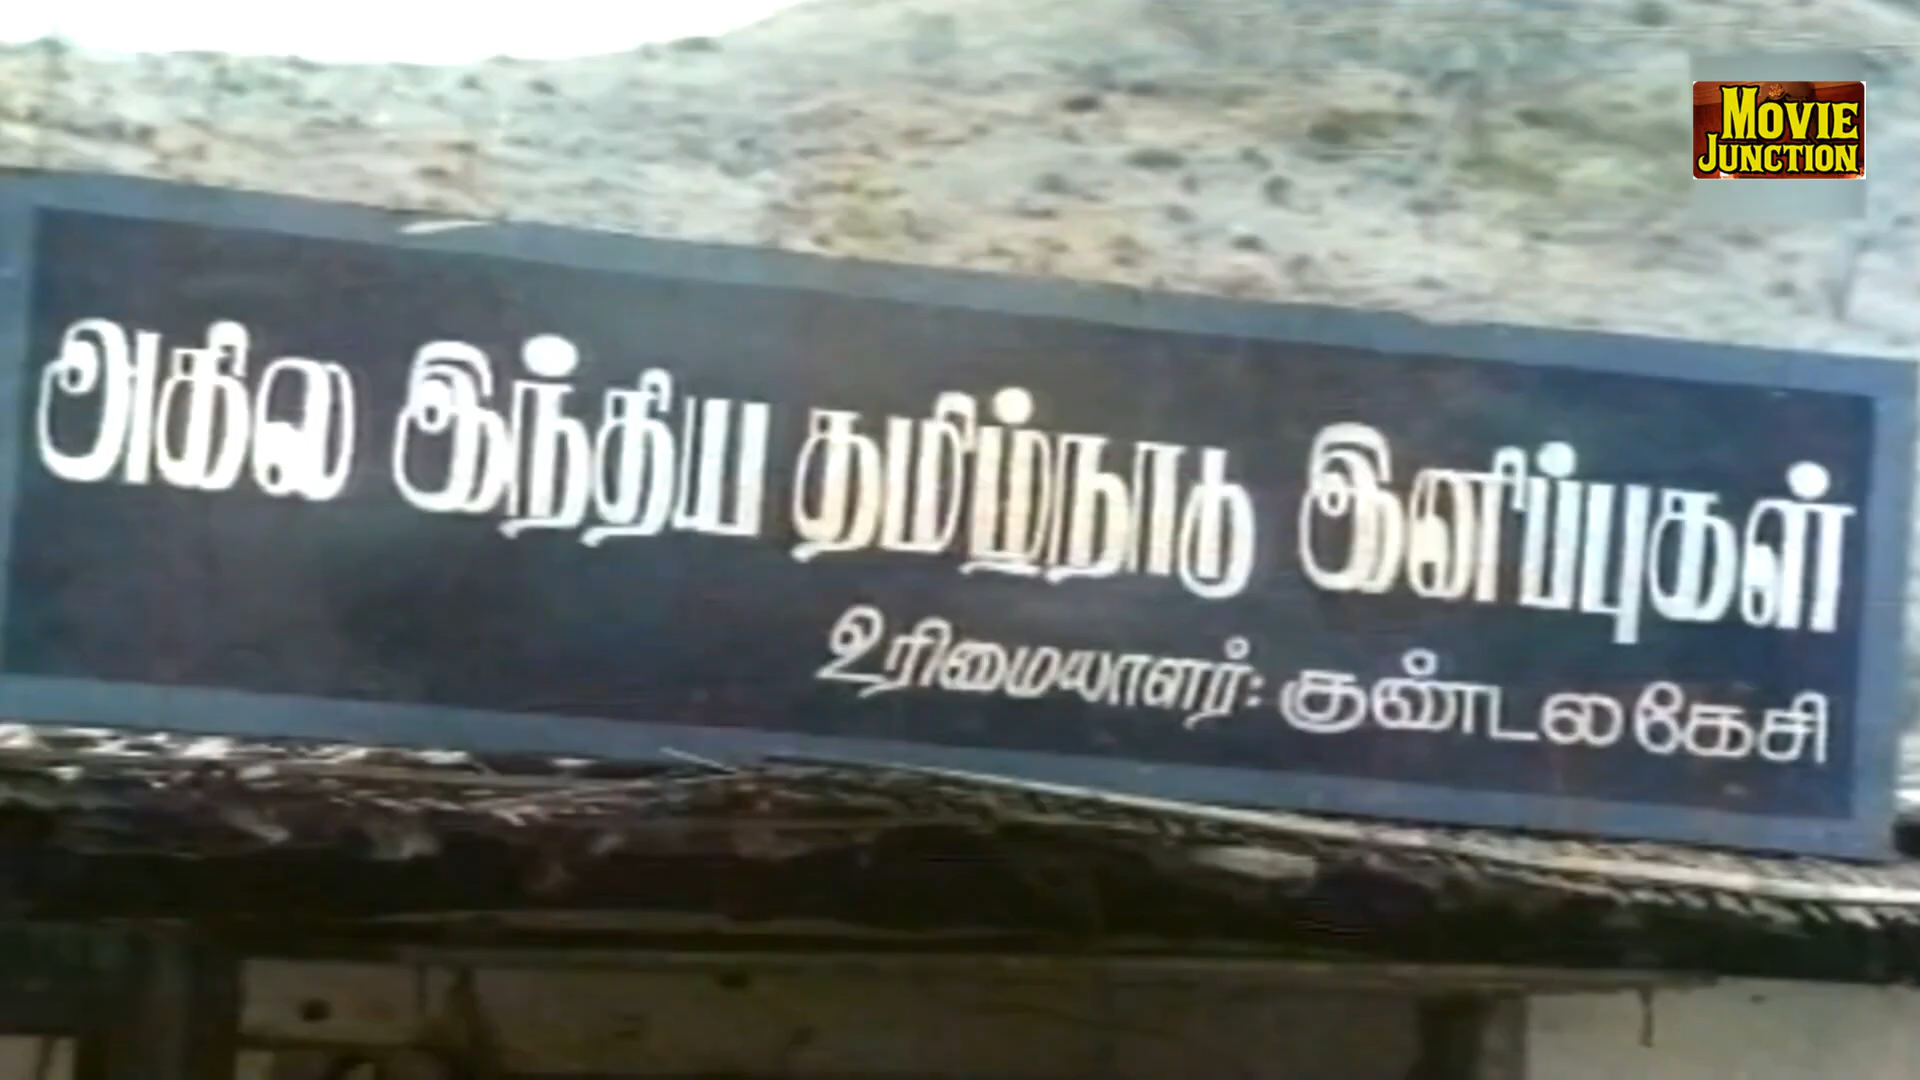 MOVIE
JUNCTION
அகில இந்திய தமிழ்நாடு இனிப்புகள்
உரிமையாளர்: குண்டலகேசி